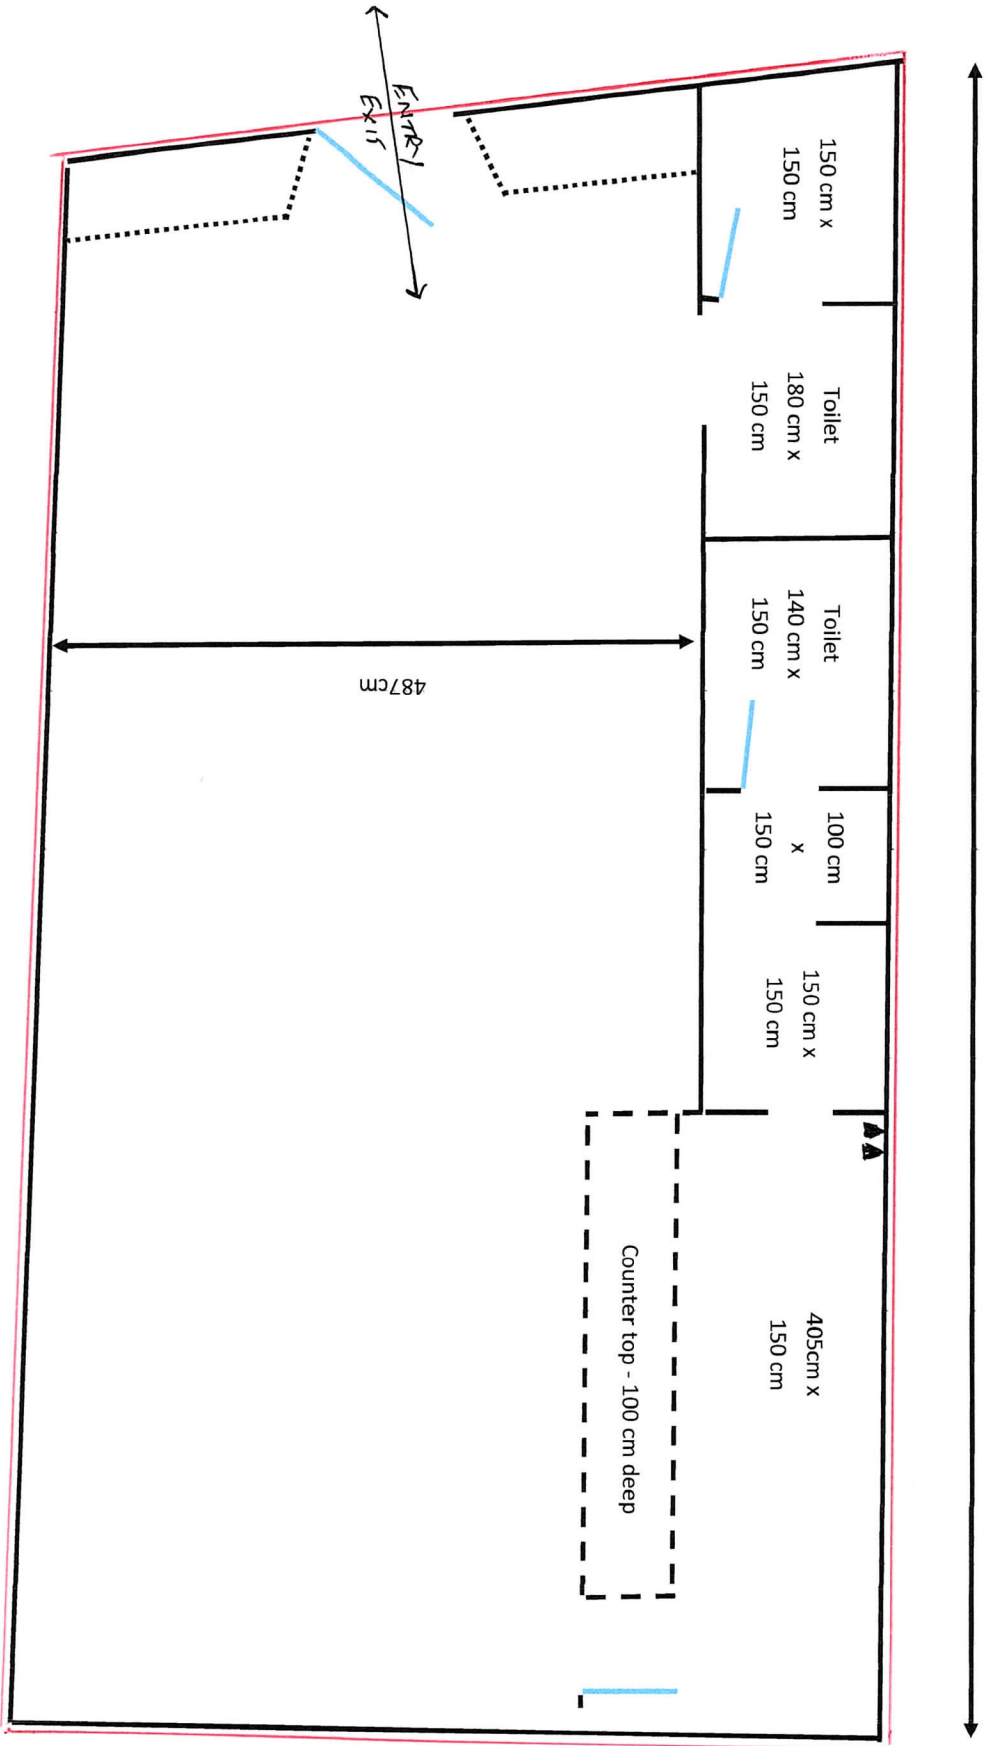 150 cm x
150 cm
ENTRY
EXIT
Toilet
180 cm x
150 cm
Toilet
140 cm x
150 cm
487cm
100 cm
x
150 cm
150 cm x
150 cm
405cm x
150 cm
Counter top - 100 cm deep